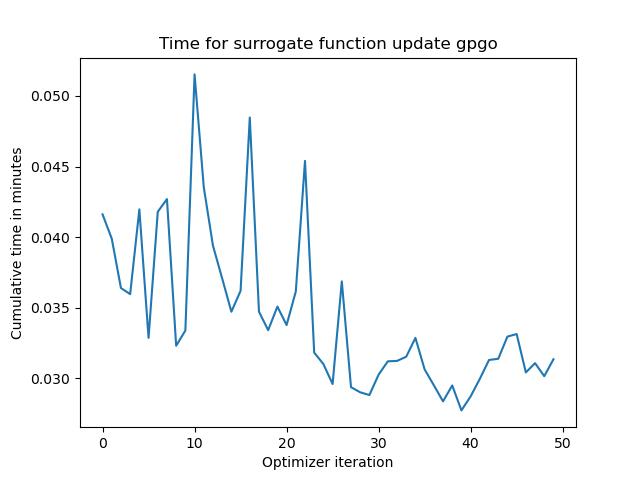 Time for surrogate function update gpgo
Cumulative time in minutes
0.050
0.045
0.040
0.035
0.030
0 10 20 30 40 50
Optimizer iteration